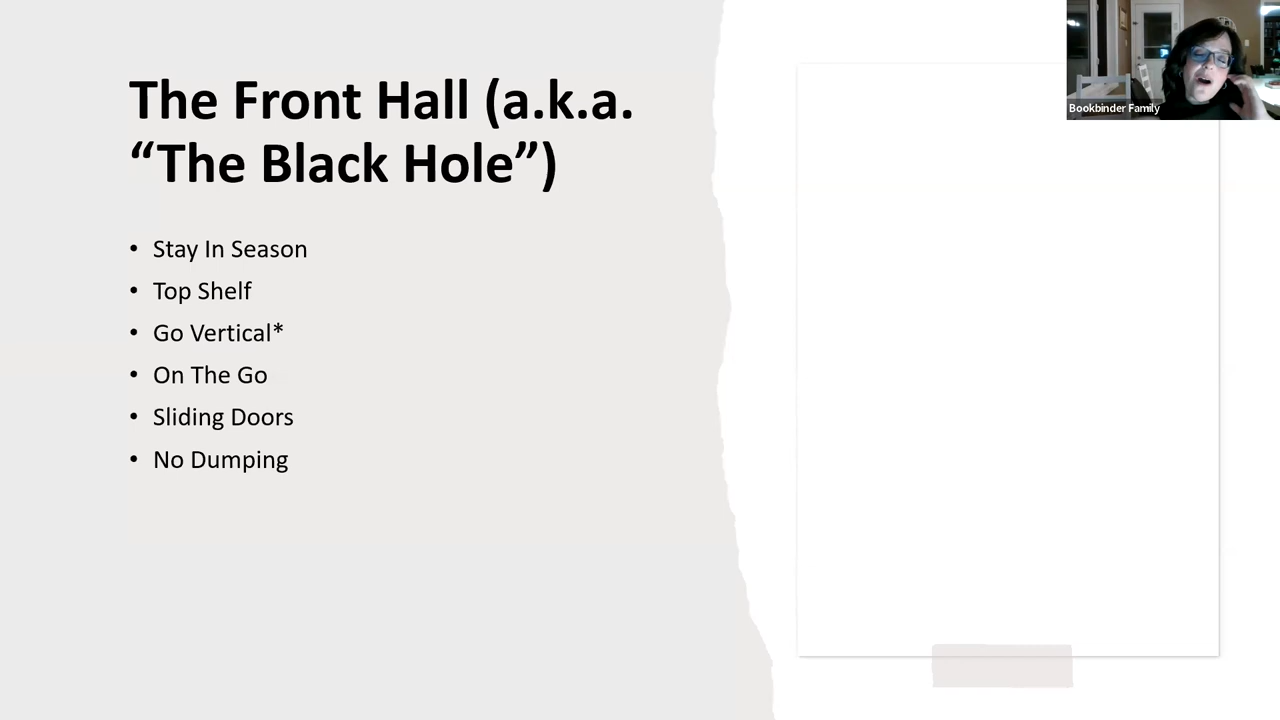 The Front Hall (a.k.a.
“The Black Hole”)
• Stay In Season
• Top Shelf
• Go Vertical*
• On The Go
• Sliding Doors
• No Dumping
Bookbinder Family